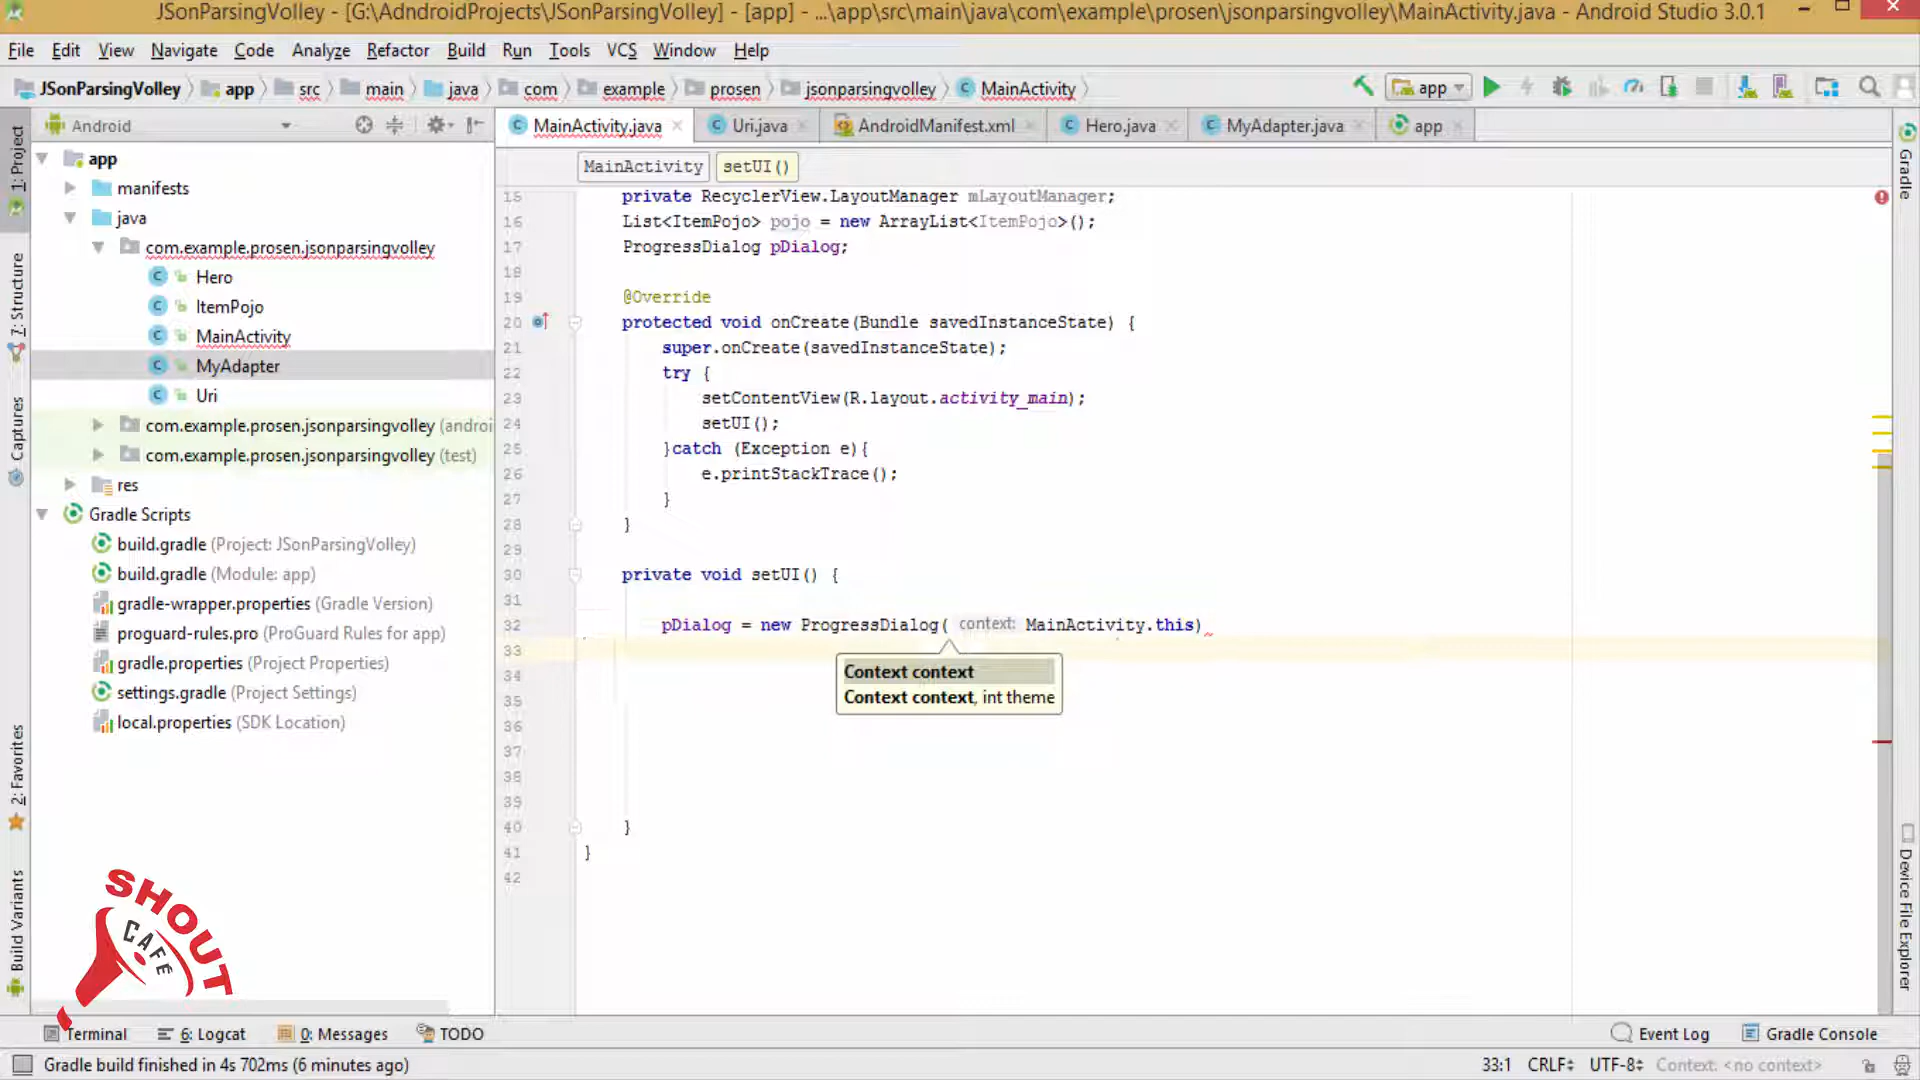 JSonParsingVolley - [G:\AdndroidProjects\JSonParsingVolley] - [app] - ...\app\src\main\java\com\example\prosen\jsonparsingvolley\MainActivity.java - Android Studio 3.0.1
File Edit View Navigate Code Analyze Refactor Build Run Tools VCS Window Help
JSonParsingVolley app src main java com example prosen jsonparsingvolley MainActivity app
Android
MainActivity.java Uri.java AndroidManifest.xml Hero.java MyAdapter.java app
MainActivity setUI()
1: Project
7: Structure
Captures
2: Favorites
Build Variants
app
manifests
java
com.example.prosen.jsonparsingvolley
Hero
ItemPojo
MainActivity
MyAdapter
Uri
com.example.prosen.jsonparsingvolley (androi
com.example.prosen.jsonparsingvolley (test)
res
Gradle Scripts
build.gradle (Project: JSonParsingVolley)
build.gradle (Module: app)
gradle-wrapper.properties (Gradle Version)
proguard-rules.pro (ProGuard Rules for app)
gradle.properties (Project Properties)
settings.gradle (Project Settings)
local.properties (SDK Location)
15 private RecyclerView.LayoutManager mLayoutManager;
16 List<ItemPojo> pojo = new ArrayList<ItemPojo>();
17 ProgressDialog pDialog;
18
19 @Override
20 protected void onCreate(Bundle savedInstanceState) {
21 super.onCreate(savedInstanceState);
22 try {
23 setContentView(R.layout.activity_main);
24 setUI();
25 }catch (Exception e){
26 e.printStackTrace();
27 }
28 }
29
30 private void setUI() {
31
32 pDialog = new ProgressDialog( context: MainActivity.this)
33
Context context
34
Context context, int theme
35
36
37
38
39
40 }
41 }
42
Gradle
Device File Explorer
SHOUT
CAFE
Terminal 6: Logcat 0: Messages TODO Event Log Gradle Console
Gradle build finished in 4s 702ms (6 minutes ago) 33:1 CRLF UTF-8 Context: <no context>